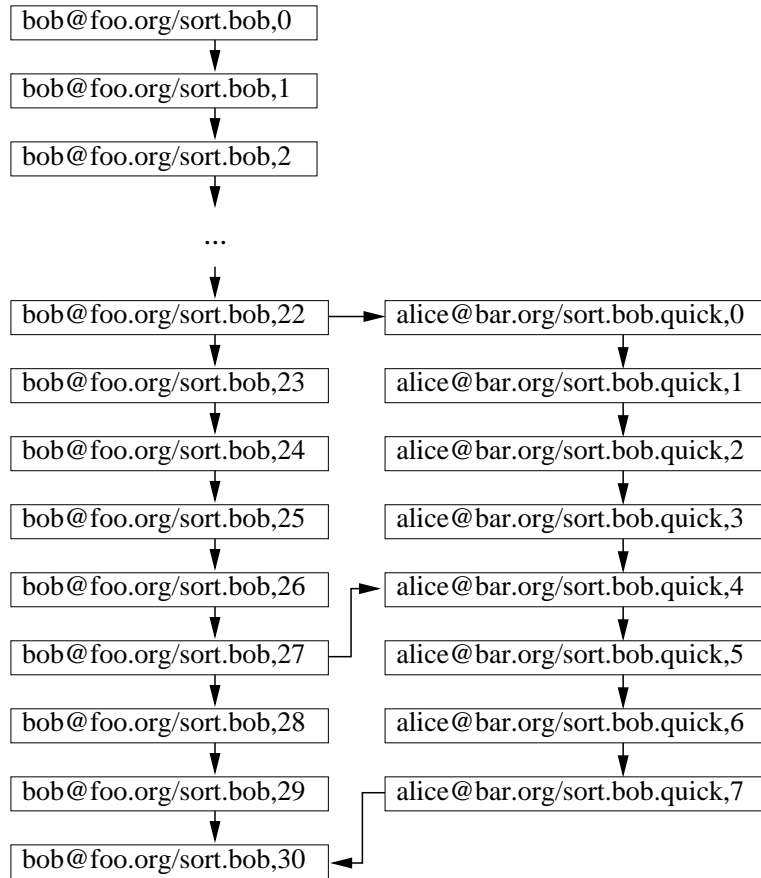 bob@foo.org/sort.bob,0
bob@foo.org/sort.bob,1
bob@foo.org/sort.bob,2
...
bob@foo.org/sort.bob,22
alice@bar.org/sort.bob.quick,0
bob@foo.org/sort.bob,23
alice@bar.org/sort.bob.quick,1
bob@foo.org/sort.bob,24
alice@bar.org/sort.bob.quick,2
bob@foo.org/sort.bob,25
alice@bar.org/sort.bob.quick,3
bob@foo.org/sort.bob,26
alice@bar.org/sort.bob.quick,4
bob@foo.org/sort.bob,27
alice@bar.org/sort.bob.quick,5
bob@foo.org/sort.bob,28
alice@bar.org/sort.bob.quick,6
bob@foo.org/sort.bob,29
alice@bar.org/sort.bob.quick,7
bob@foo.org/sort.bob,30